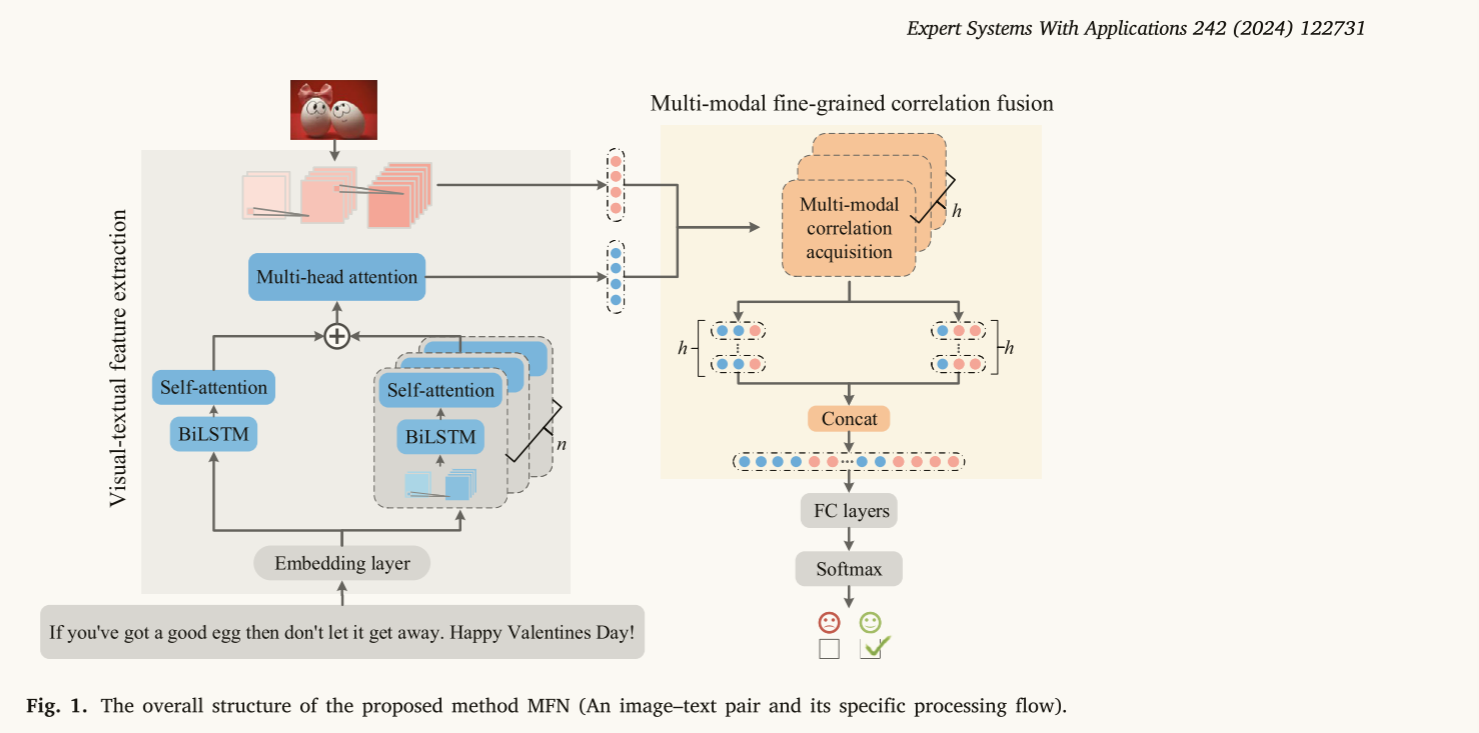 Expert Systems With Applications 242 (2024) 122731
Multi-modal fine-grained correlation fusion
Visual-textual feature extraction
Multi-modal
correlation
acquisition
h
Multi-head attention
h
h
Self-attention
BiLSTM
Self-attention
BiLSTM
n
Concat
Embedding layer
FC layers
Softmax
If you've got a good egg then don't let it get away. Happy Valentines Day!
Fig. 1. The overall structure of the proposed method MFN (An image–text pair and its specific processing flow).